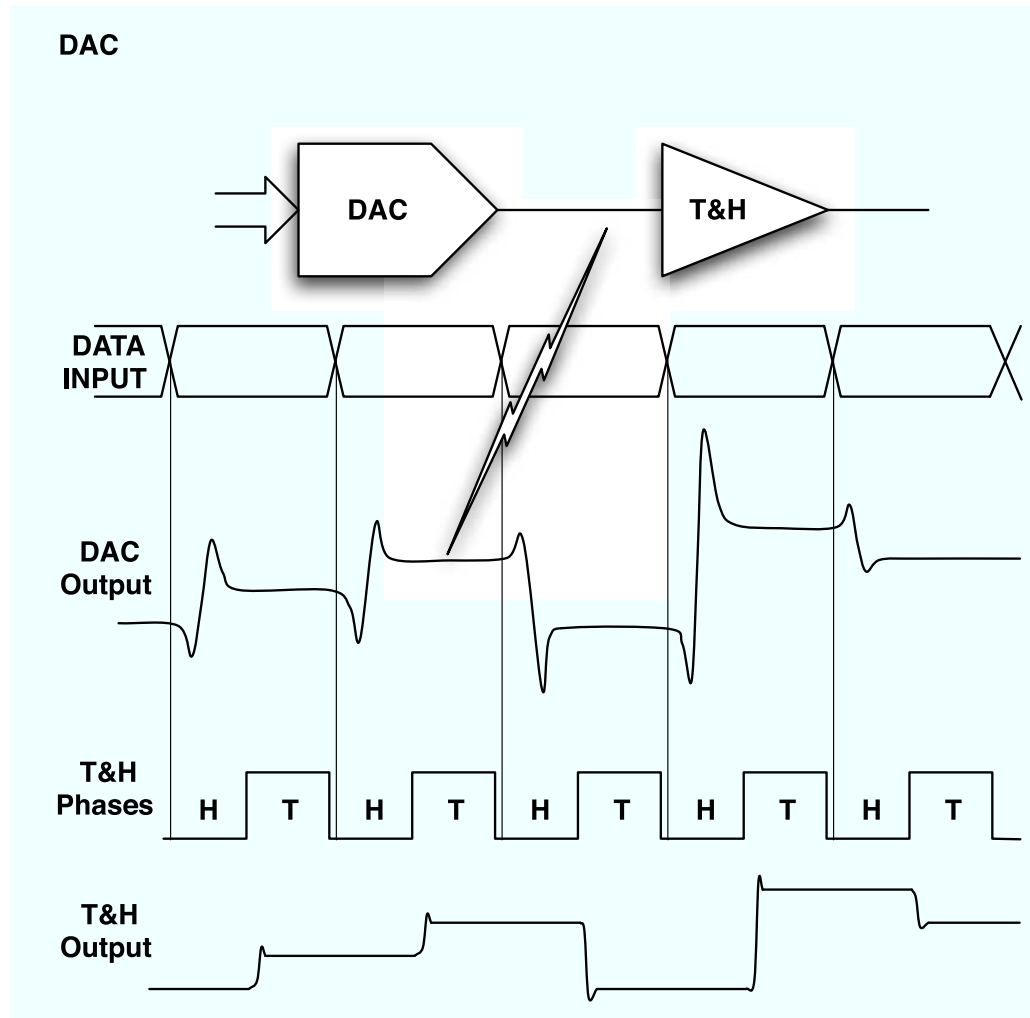 DAC
DAC
T&H
DATA
INPUT
DAC
Output
T&H
Phases
H T H T H T H T H T
T&H
Output